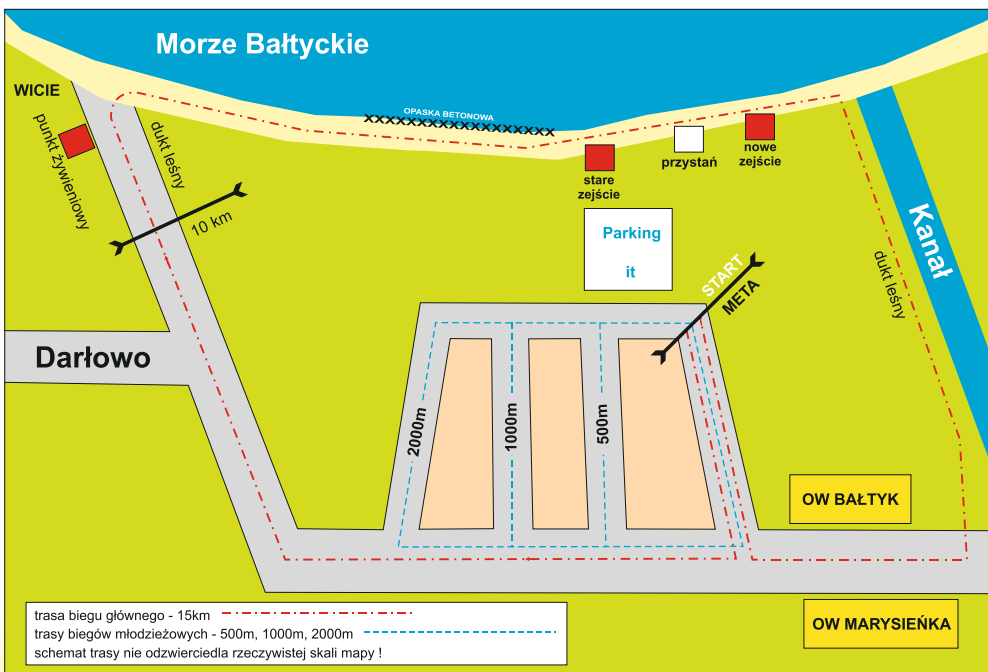 Morze Bałtyckie
WICIE
OPASKA BETONOWA
XXXXXXXXXXXXXXXXXXXXXX
punkt żywieniowy
dukt leśny
10 km
stare
zejście
przystań
nowe
zejście
Parking
it
Kanał
dukt leśny
START
META
Darłowo
2000m
1000m
500m
OW BAŁTYK
OW MARYSIEŃKA
trasa biegu głównego - 15km
trasy biegów młodzieżowych - 500m, 1000m, 2000m
schemat trasy nie odzwierciedla rzeczywistej skali mapy !